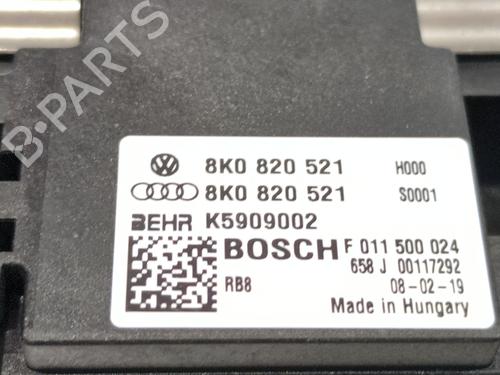 B-PARTS
8K0 820 521 H000
8K0 820 521 S0001
BEHR K5909002
BOSCH F 011 500 024
658 J 00117292
RB8 08-02-19
Made in Hungary